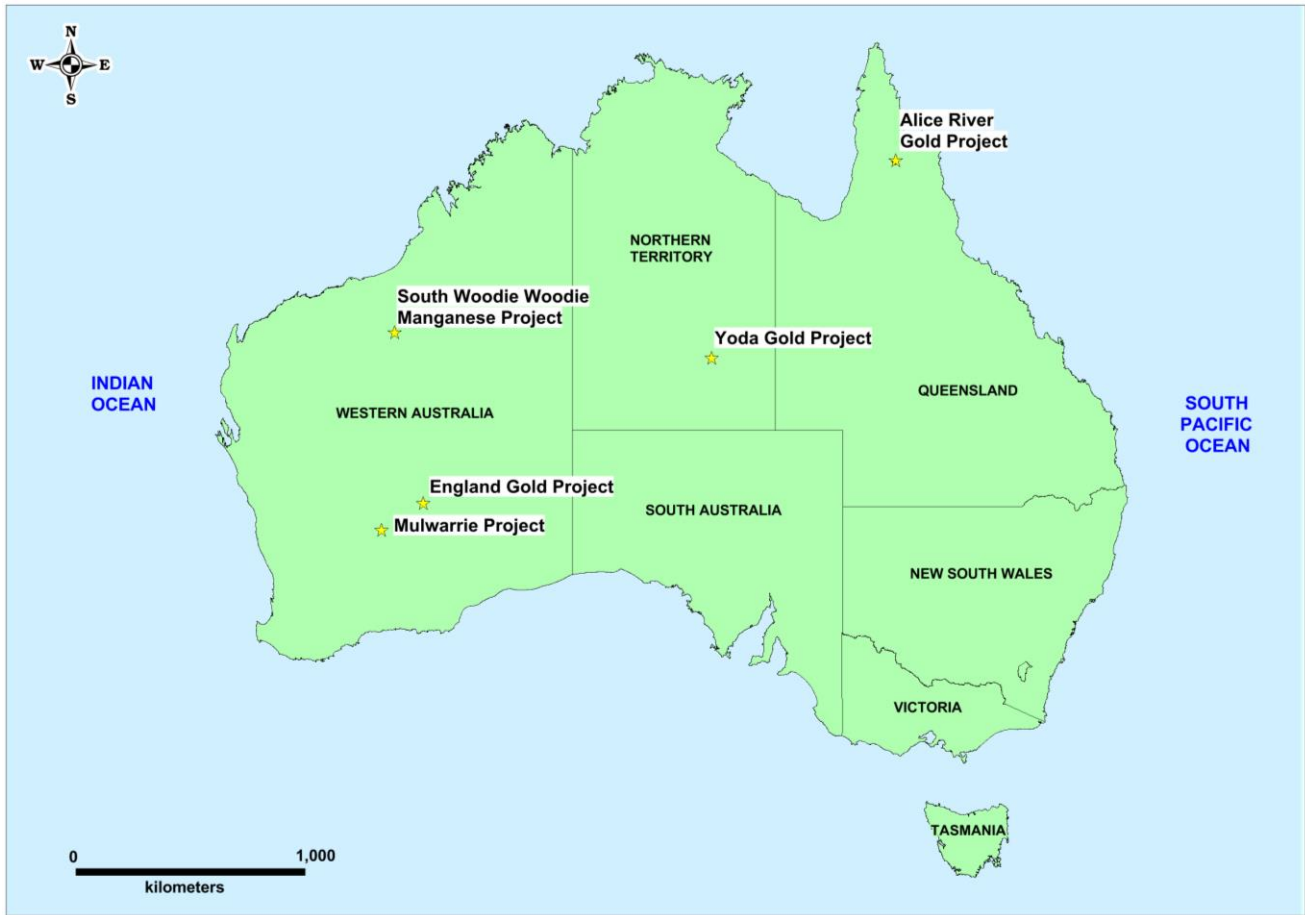 N
W E
S
Alice River
Gold Project
NORTHERN
TERRITORY
South Woodie Woodie
Manganese Project
Yoda Gold Project
INDIAN
OCEAN
WESTERN AUSTRALIA
QUEENSLAND
SOUTH
PACIFIC
OCEAN
England Gold Project
SOUTH AUSTRALIA
Mulwarrie Project
NEW SOUTH WALES
VICTORIA
TASMANIA
0 1,000
kilometers